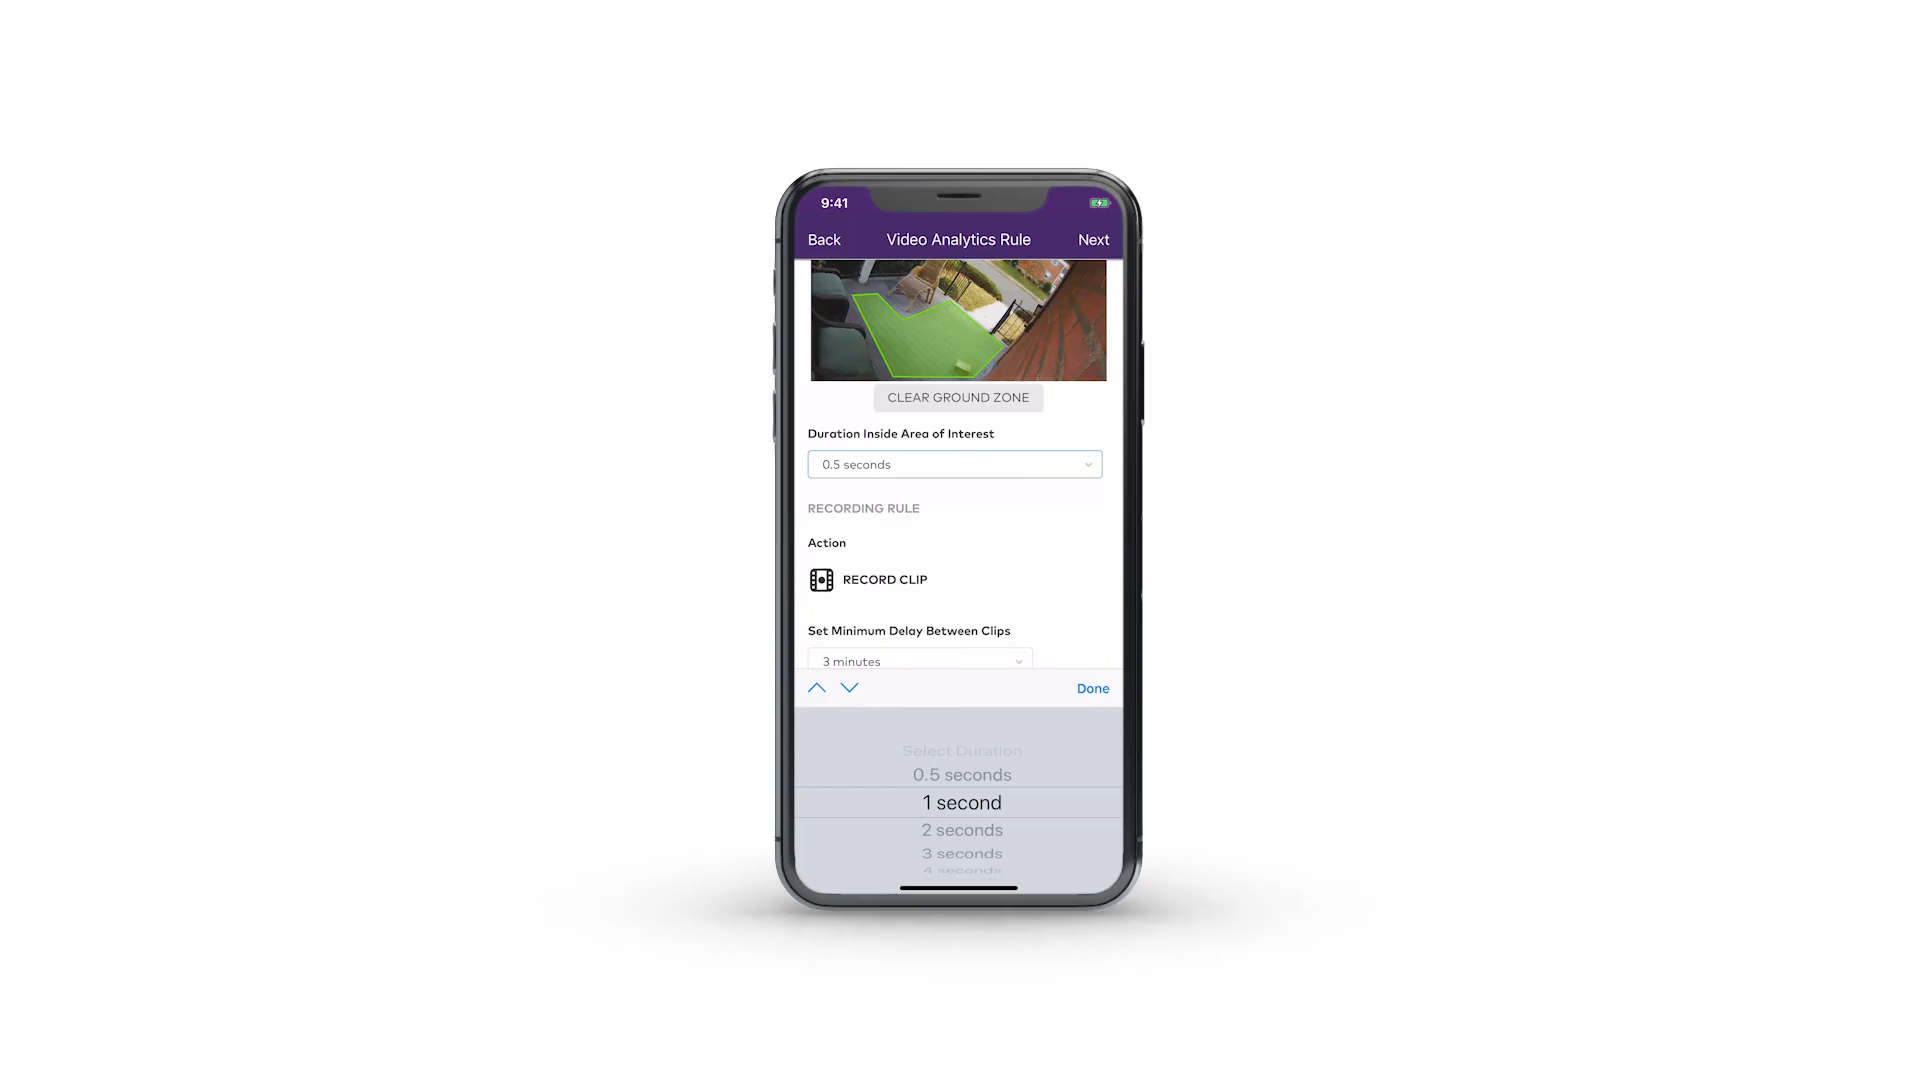 9:41
Back Video Analytics Rule Next
CLEAR GROUND ZONE
Duration Inside Area of Interest
0.5 seconds
RECORDING RULE
Action
RECORD CLIP
Set Minimum Delay Between Clips
3 minutes
Done
Select Duration
0.5 seconds
1 second
2 seconds
3 seconds
4 seconds